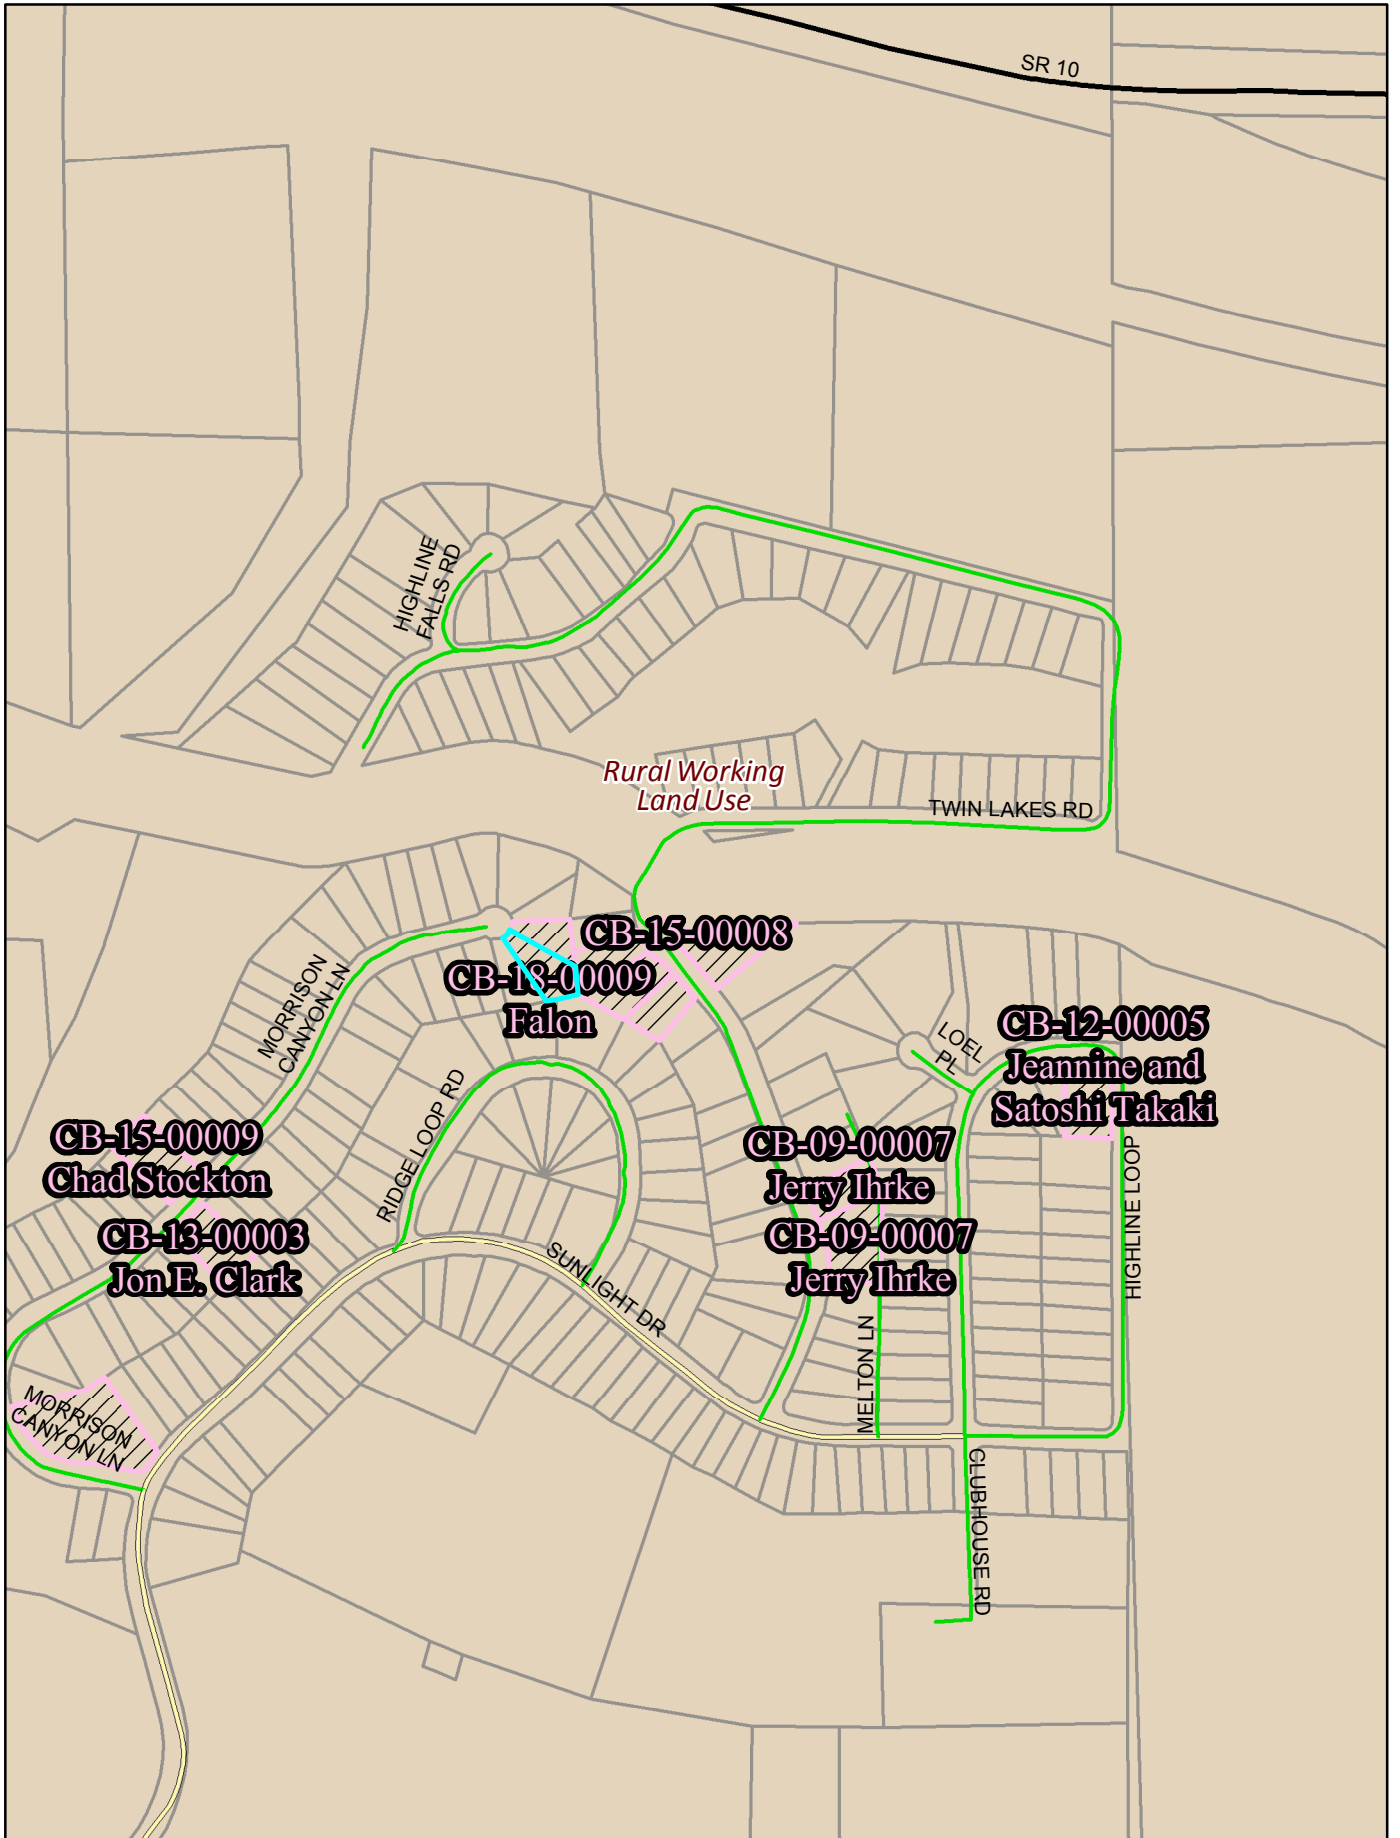 SR 10
HIGHLINE
FALLS RD
Rural Working
Land Use
TWIN LAKES RD
CB-15-00008
MORRISON
CANYON LN
CB-18-00009
Falon
LOEL
PL
CB-12-00005
Jeannine and
Satoshi Takaki
RIDGE LOOP RD
CB-15-00009
Chad Stockton
CB-09-00007
Jerry Ihrke
HIGHLINE LOOP
CB-13-00003
Jon E. Clark
SUNLIGHT DR
CB-09-00007
Jerry Ihrke
MELTON LN
MORRISON
CANYON LN
CLUBHOUSE RD